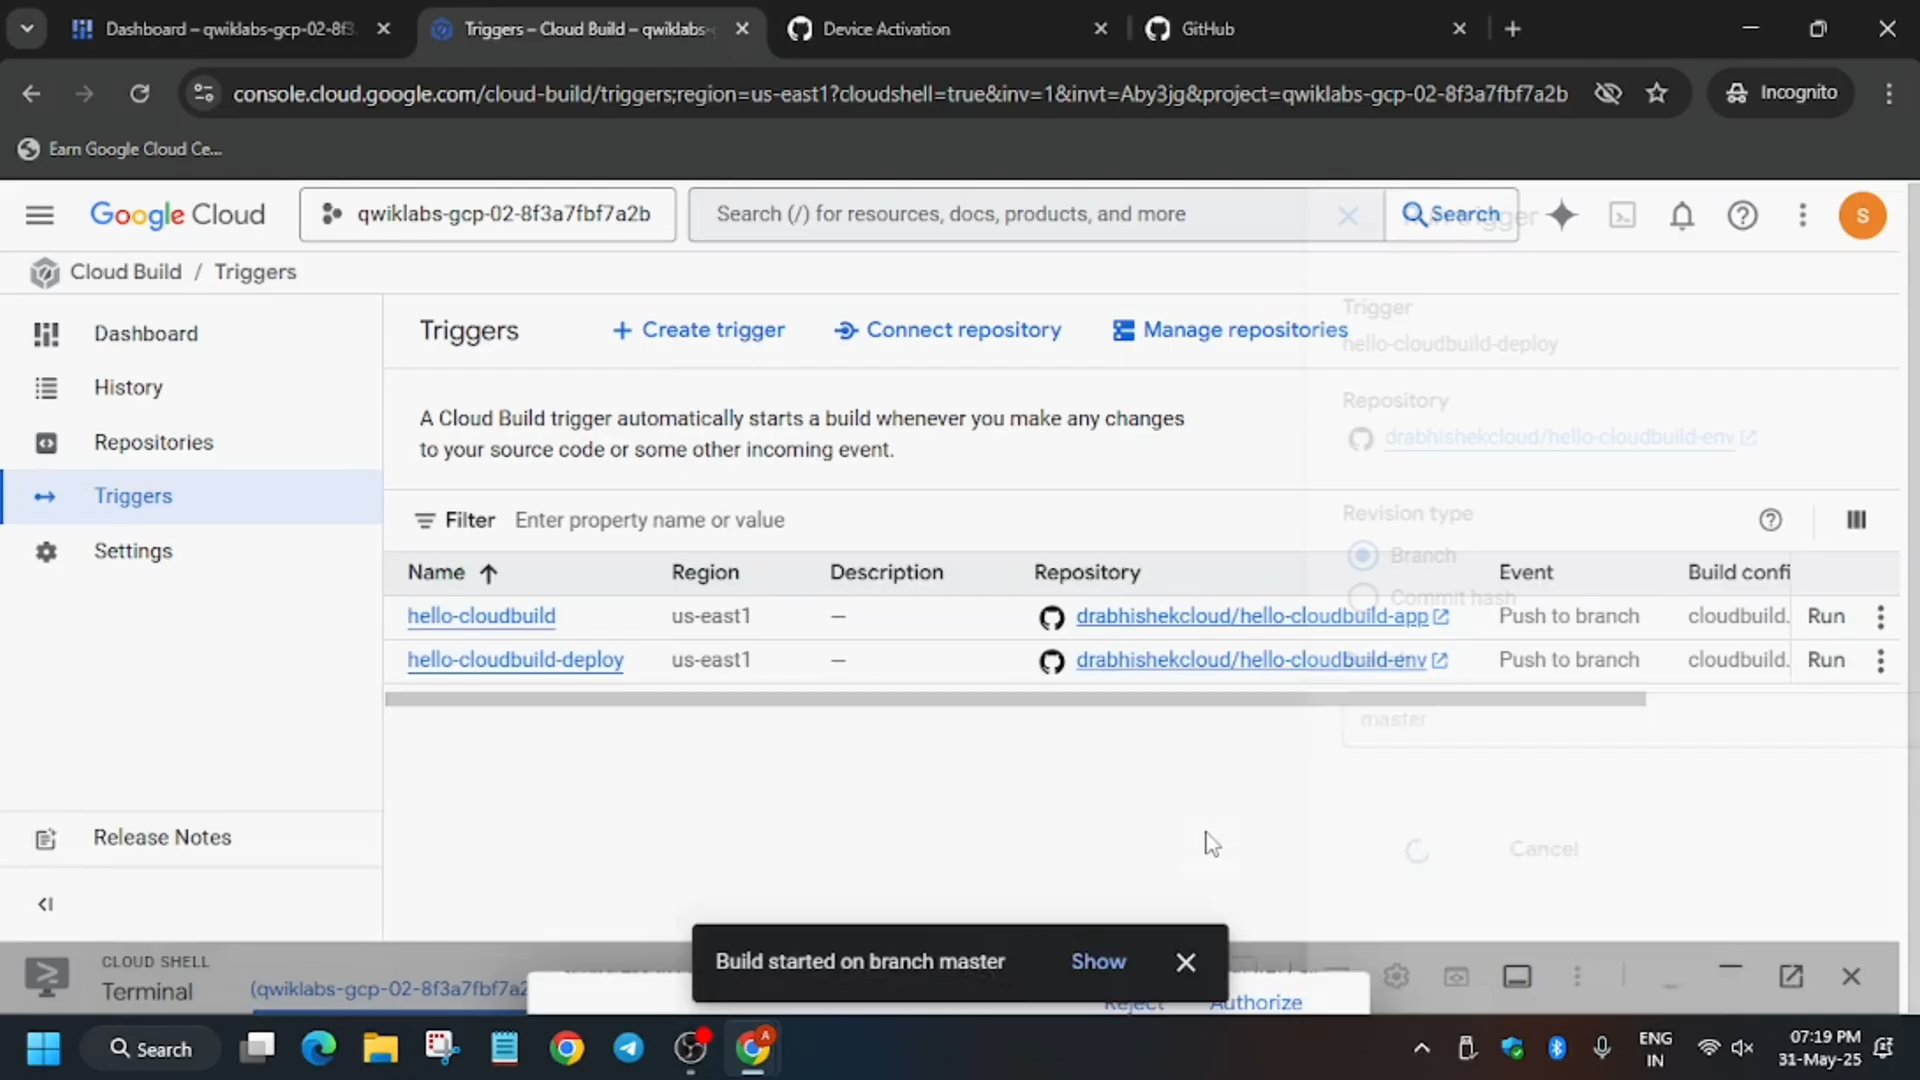 Dashboard – qwiklabs-gcp-02-8f3
Triggers – Cloud Build – qwiklabs-
Device Activation
GitHub
console.cloud.google.com/cloud-build/triggers;region=us-east1?cloudshell=true&inv=1&invt=Aby3jg&project=qwiklabs-gcp-02-8f3a7fbf7a2b
Incognito
Earn Google Cloud Ce...
Google Cloud
qwiklabs-gcp-02-8f3a7fbf7a2b
Search (/) for resources, docs, products, and more
Search
S
Cloud Build / Triggers
Dashboard
History
Repositories
Triggers
Settings
Release Notes
Triggers
Create trigger
Connect repository
Manage repositories
A Cloud Build trigger automatically starts a build whenever you make any changes
to your source code or some other incoming event.
Filter Enter property name or value
Name Region Description Repository Event Build confi
hello-cloudbuild us-east1 – drabhishekcloud/hello-cloudbuild-app Push to branch cloudbuild. Run
hello-cloudbuild-deploy us-east1 – drabhishekcloud/hello-cloudbuild-env Push to branch cloudbuild. Run
Trigger
hello-cloudbuild-deploy
Repository
drabhishekcloud/hello-cloudbuild-env
Revision type
Branch
Commit hash
master
Cancel
Build started on branch master
Show
CLOUD SHELL
Terminal
(qwiklabs-gcp-02-8f3a7fbf7a2
Reject
Authorize
Search
A
ENG
IN
07:19 PM
31-May-25